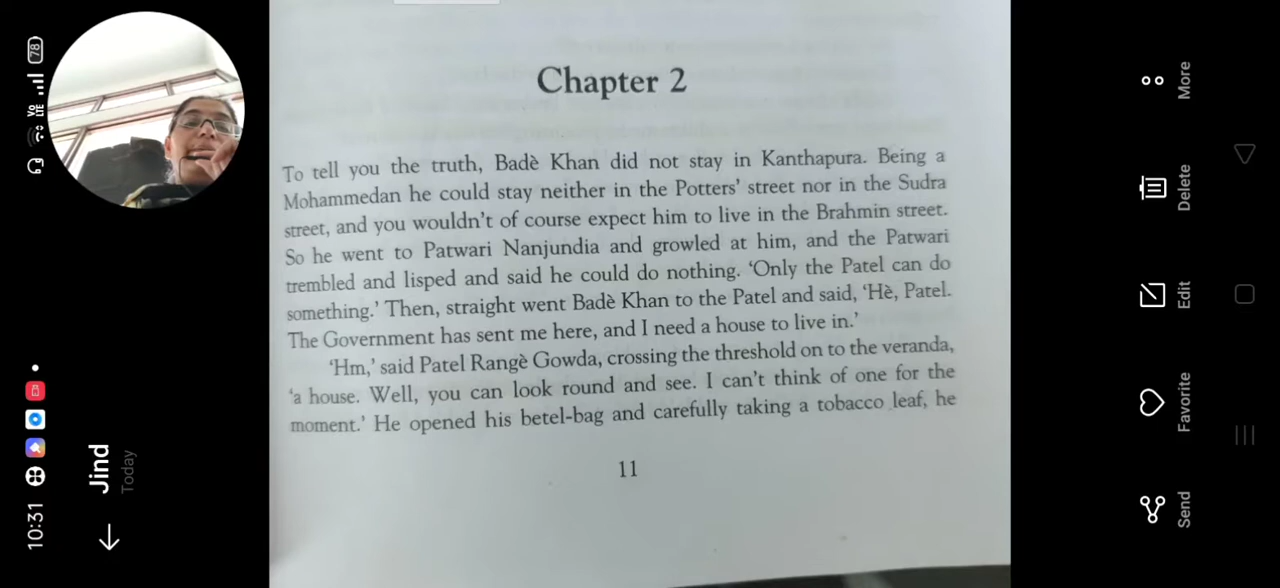 Chapter 2
To tell you the truth, Badè Khan did not stay in Kanthapura. Being a
Mohammedan he could stay neither in the Potters' street nor in the Sudra
street, and you wouldn't of course expect him to live in the Brahmin street.
So he went to Patwari Nanjundia and growled at him, and the Patwari
trembled and lisped and said he could do nothing. 'Only the Patel can do
something.' Then, straight went Badè Khan to the Patel and said, 'Hè, Patel.
The Government has sent me here, and I need a house to live in.'
'Hm,' said Patel Rangè Gowda, crossing the threshold on to the veranda,
'a house. Well, you can look round and see. I can't think of one for the
moment.' He opened his betel-bag and carefully taking a tobacco leaf, he
11
10:31
Vo
LTE
78
Jind
Today
More
Delete
Edit
Favorite
Send